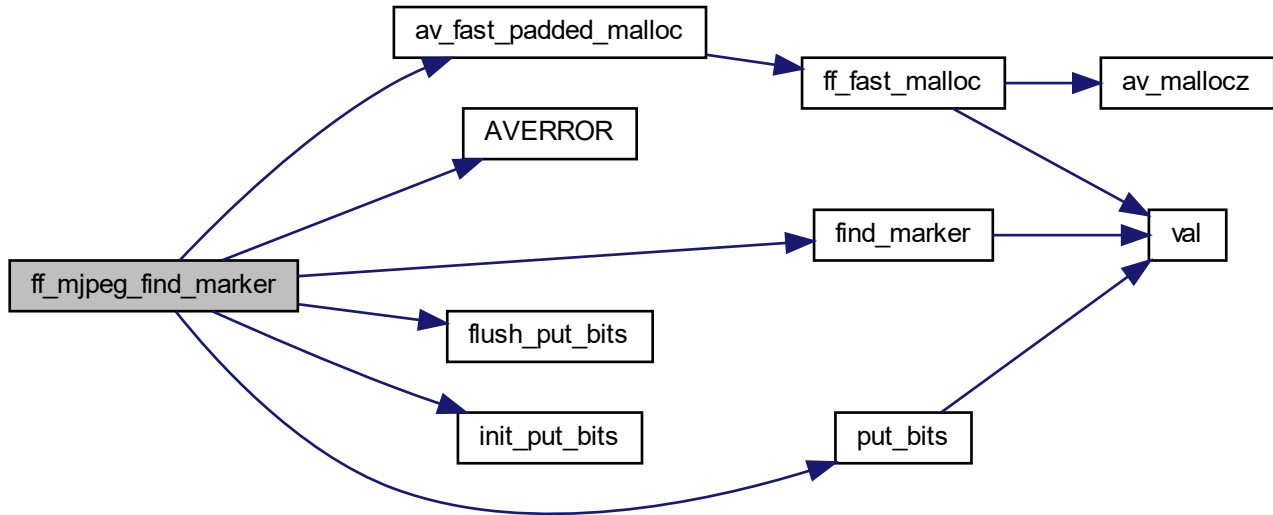 av_fast_padded_malloc
ff_fast_malloc
av_mallocz
AVERROR
find_marker
val
ff_mjpeg_find_marker
flush_put_bits
init_put_bits
put_bits